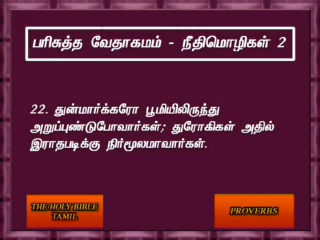 பரிசுத்த வேதாகமம் - நீதிமொழிகள் 2
22. துன்மார்க்கரோ பூமியிலிருந்து
அறுப்புண்டுபோவார்கள்; துரோகிகள் அதில்
இராதபடிக்கு நிர்மூலமாவார்கள்.
THE HOLY BIBLE
TAMIL
PROVERBS